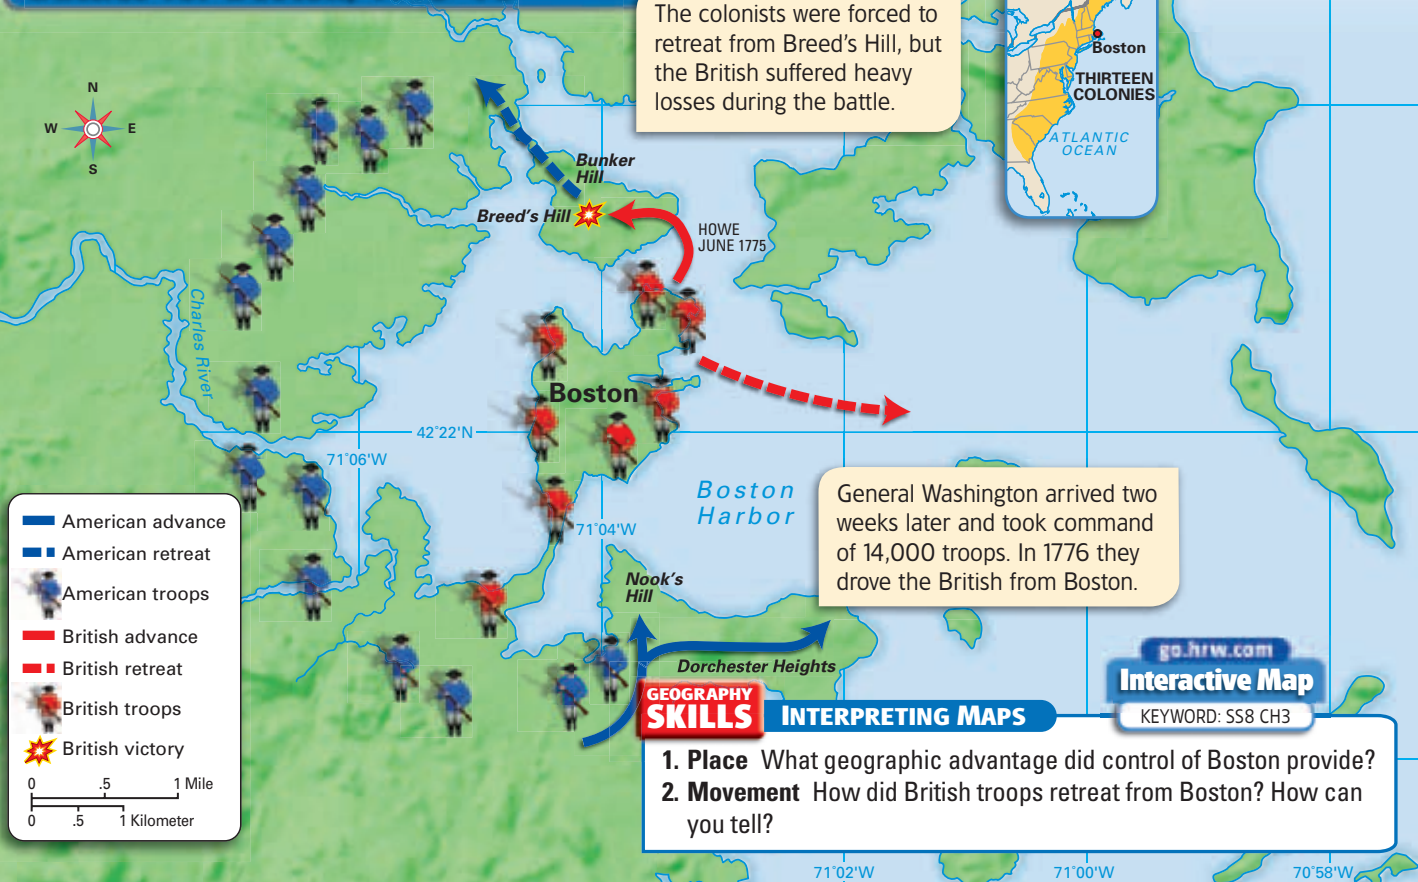 The colonists were forced to
retreat from Breed's Hill, but
the British suffered heavy
losses during the battle.
Boston
THIRTEEN
COLONIES
ATLANTIC
OCEAN
N
W
E
S
Bunker
Hill
Breed's Hill
HOWE
JUNE 1775
Charles River
Boston
42°22'N
71°06'W
71°04'W
Boston
Harbor
General Washington arrived two
weeks later and took command
of 14,000 troops. In 1776 they
drove the British from Boston.
Nook's
Hill
Dorchester Heights
American advance
American retreat
American troops
British advance
British retreat
British troops
British victory
0 .5 1 Mile
0 .5 1 Kilometer
go.hrw.com
Interactive Map
KEYWORD: SS8 CH3
GEOGRAPHY
SKILLS
INTERPRETING MAPS
1. Place What geographic advantage did control of Boston provide?
2. Movement How did British troops retreat from Boston? How can
you tell?
71°02'W
71°00'W
70°58'W